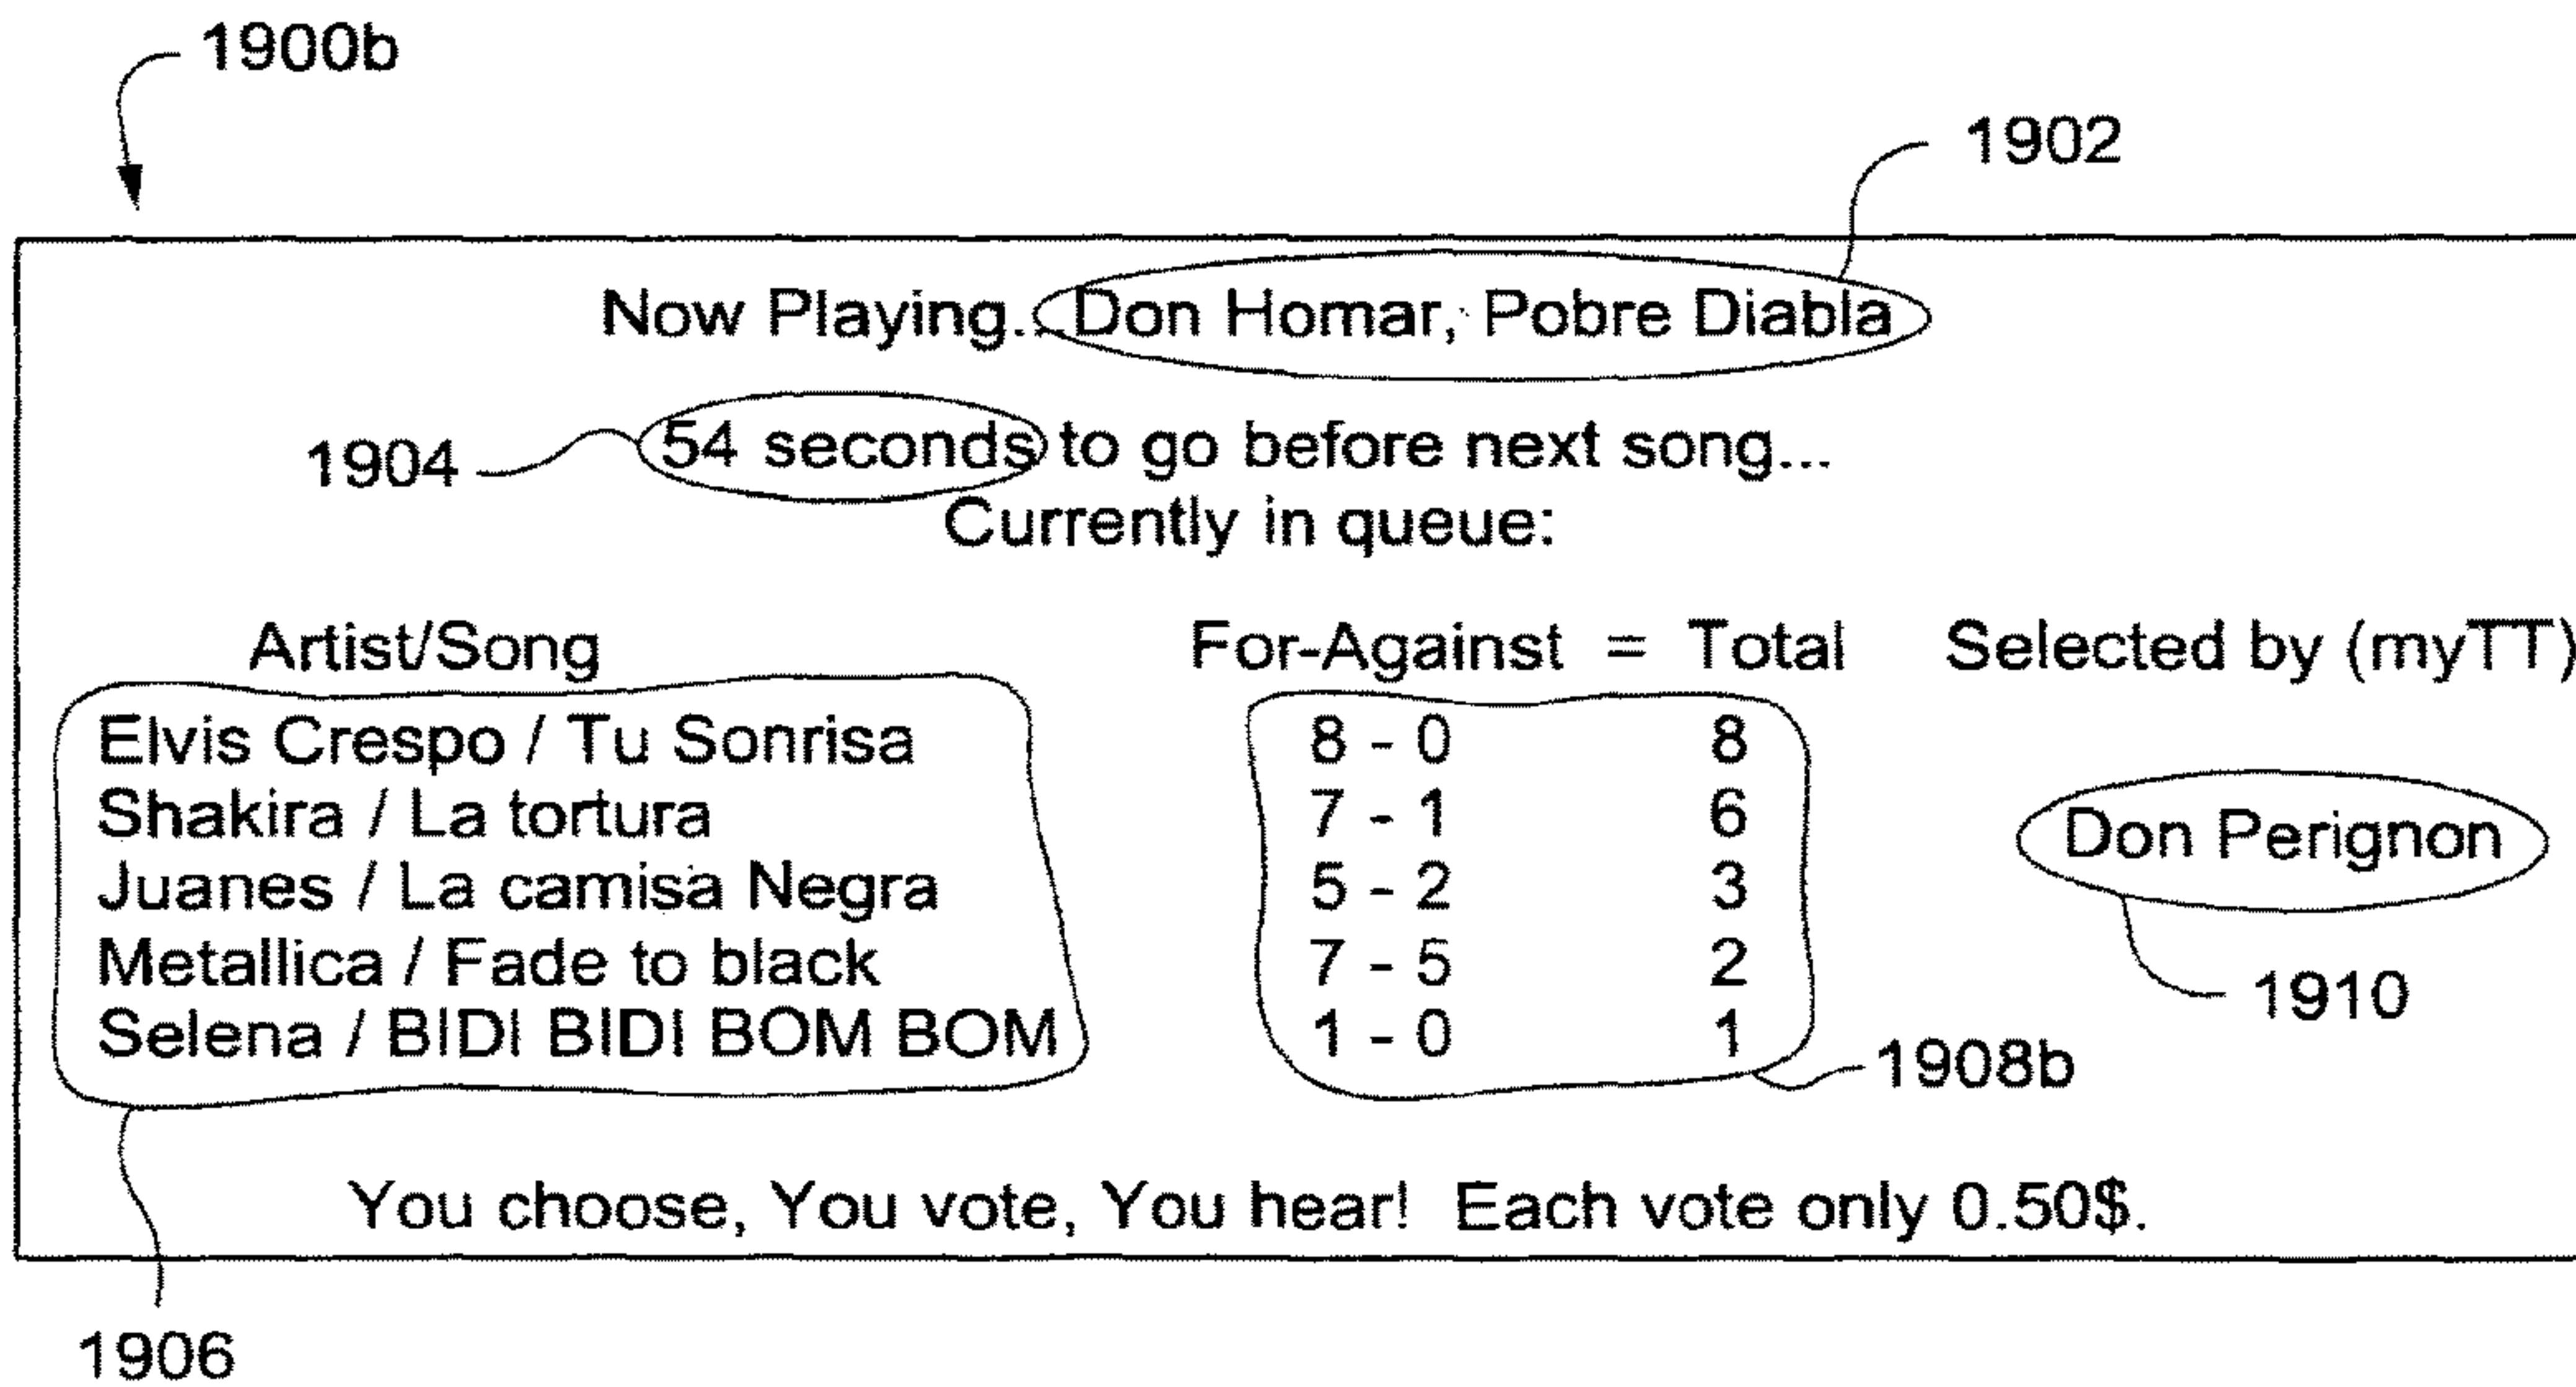 1900b
1902
Now Playing... Don Homar, Pobre Diabla
1904 54 seconds to go before next song...
Currently in queue:
Artist/Song For-Against = Total Selected by (myTT)
Elvis Crespo / Tu Sonrisa 8 - 0 8
Shakira / La tortura 7 - 1 6
Don Perignon
Juanes / La camisa Negra 5 - 2 3
Metallica / Fade to black 7 - 5 2
1910
Selena / BIDI BIDI BOM BOM 1 - 0 1
1908b
You choose, You vote, You hear! Each vote only 0.50$.
1906